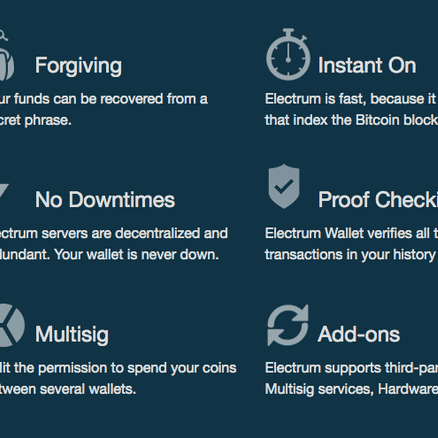 Forgiving
ur funds can be recovered from a
cret phrase.
Instant On
Electrum is fast, because it
that index the Bitcoin block
No Downtimes
ectrum servers are decentralized and
dundant. Your wallet is never down.
Proof Checki
Electrum Wallet verifies all t
transactions in your history
Multisig
lit the permission to spend your coins
tween several wallets.
Add-ons
Electrum supports third-par
Multisig services, Hardware